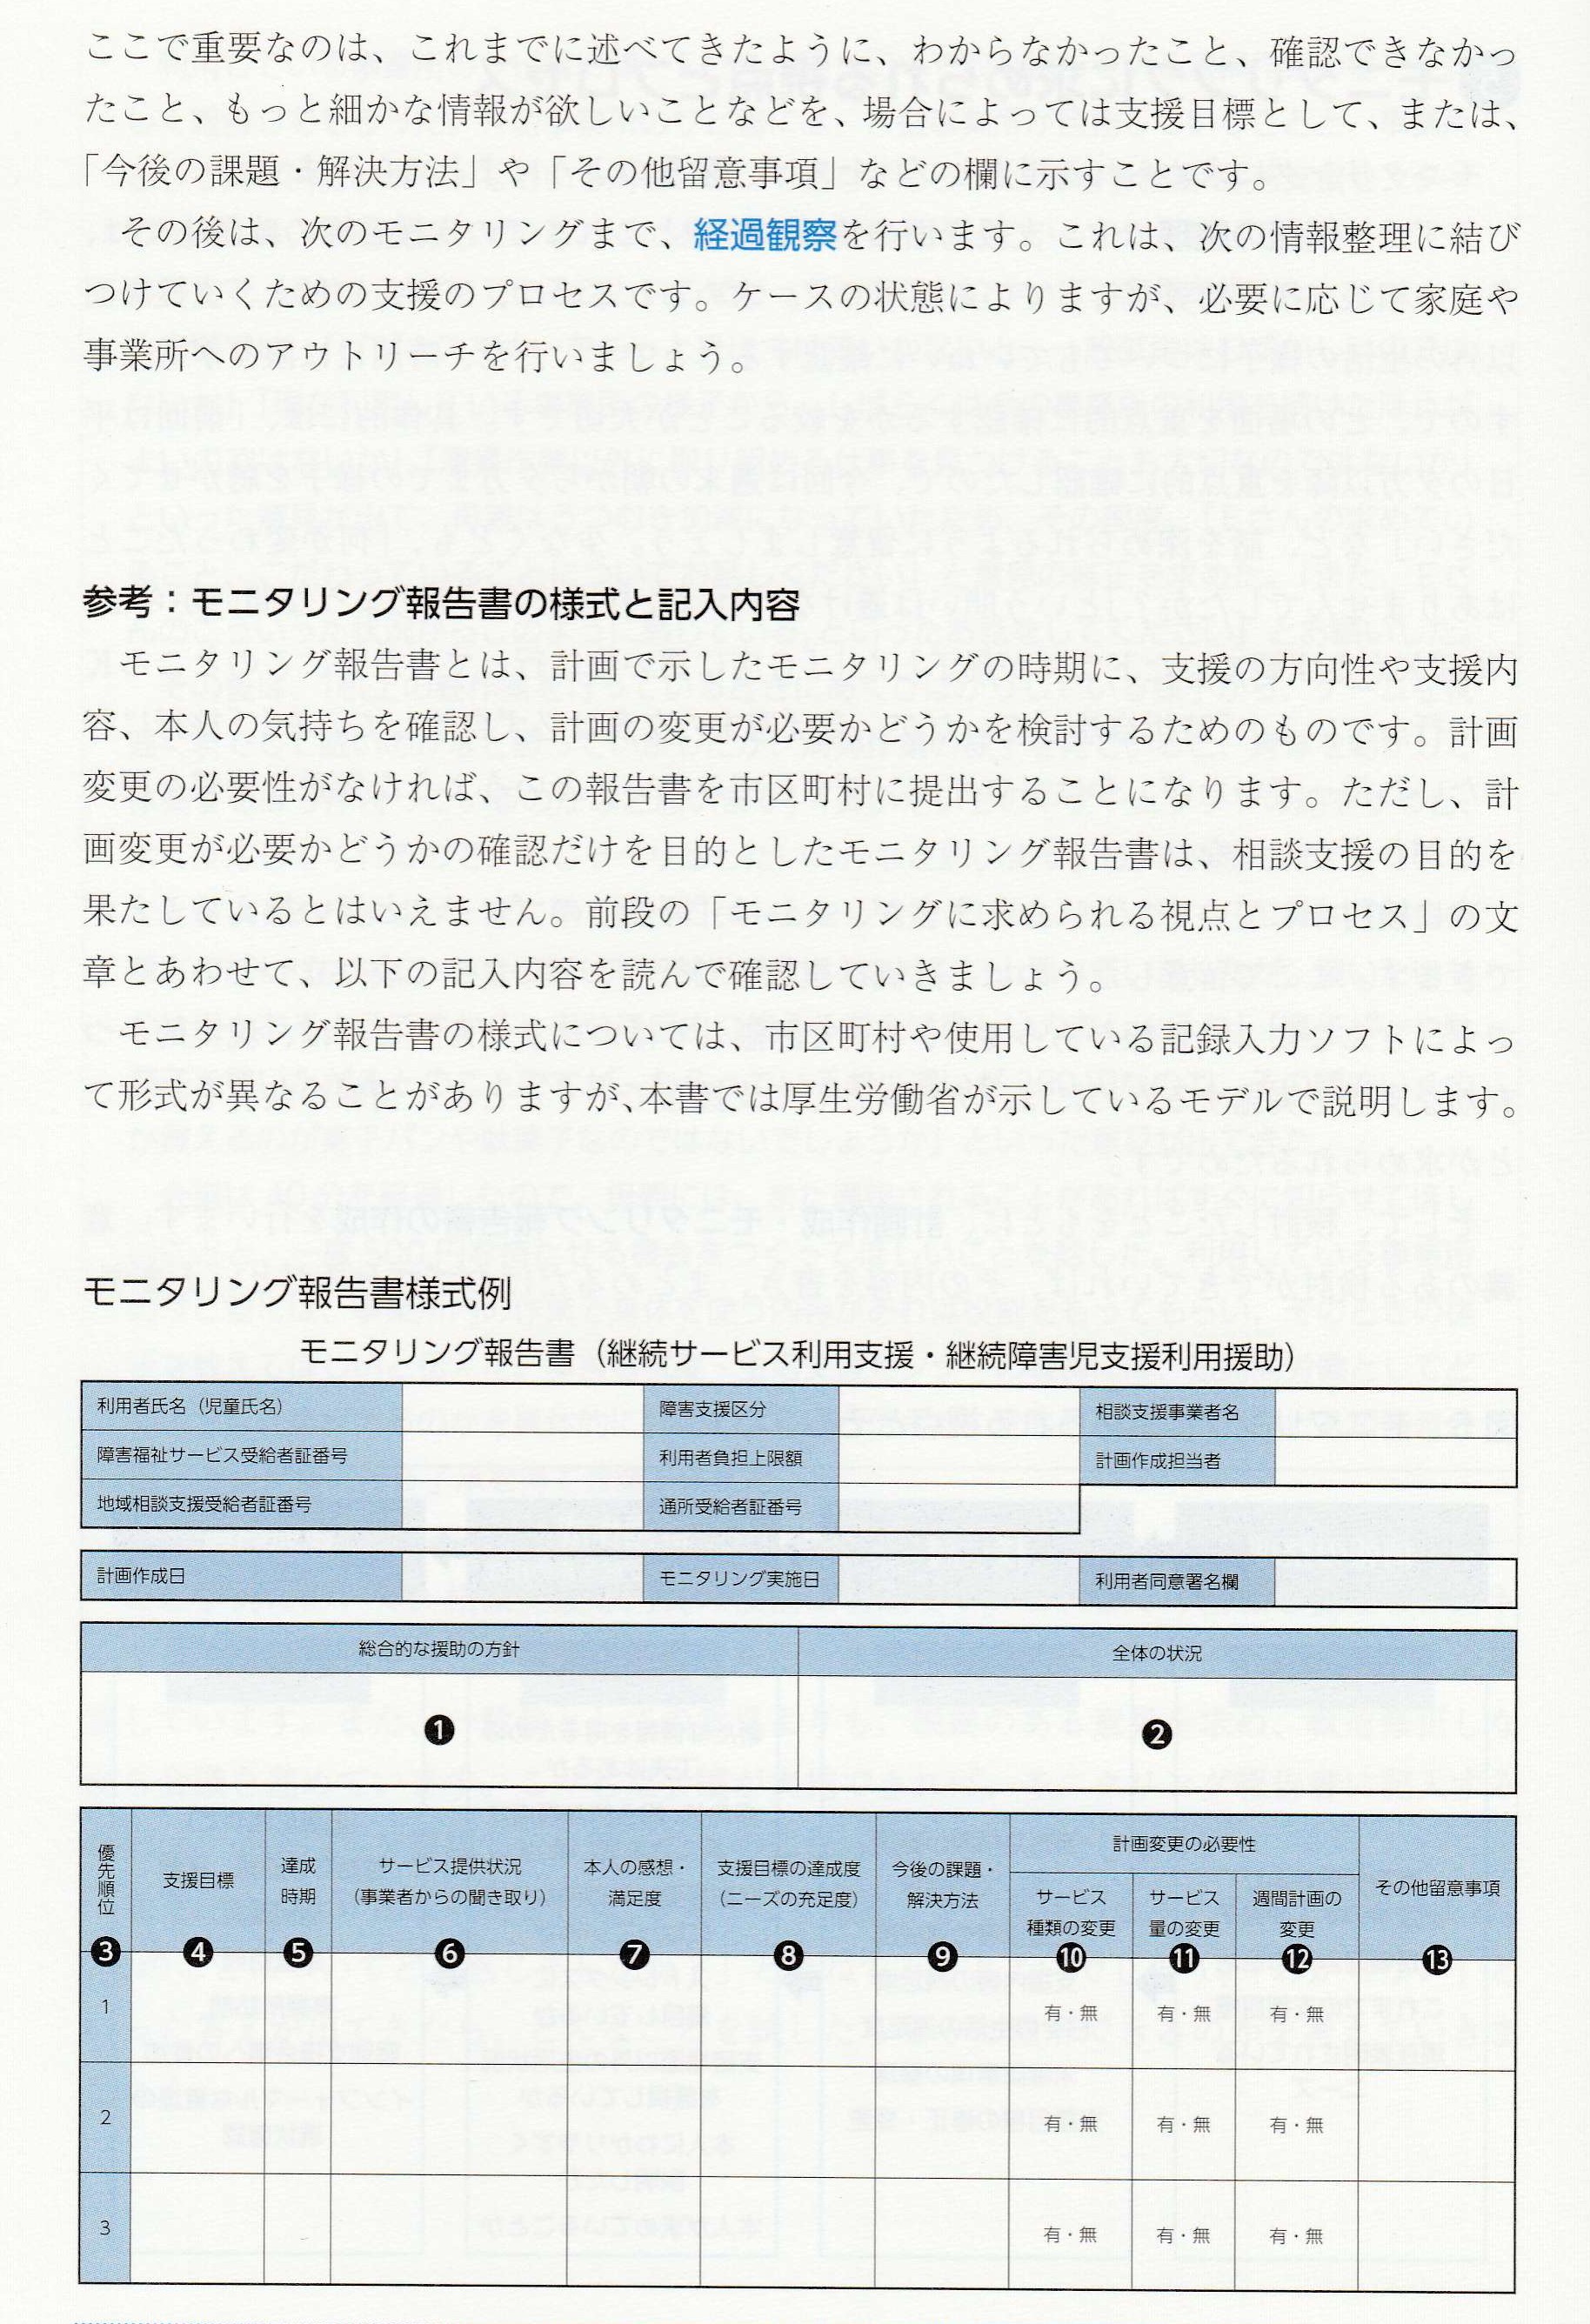 ここで重要なのは、これまでに述べてきたように、わからなかったこと、確認できなかっ
たこと、もっと細かな情報が欲しいことなどを、場合によっては支援目標として、または、
「今後の課題・解決方法」や「その他留意事項」などの欄に示すことです。
その後は、次のモニタリングまで、経過観察を行います。これは、次の情報整理に結び
つけていくための支援のプロセスです。ケースの状態によりますが、必要に応じて家庭や
事業所へのアウトリーチを行いましょう。
参考：モニタリング報告書の様式と記入内容
モニタリング報告書とは、計画で示したモニタリングの時期に、支援の方向性や支援内
容、本人の気持ちを確認し、計画の変更が必要かどうかを検討するためのものです。計画
変更の必要性がなければ、この報告書を市区町村に提出することになります。ただし、計
画変更が必要かどうかの確認だけを目的としたモニタリング報告書は、相談支援の目的を
果たしているとはいえません。前段の「モニタリングに求められる視点とプロセス」の文
章とあわせて、以下の記入内容を読んで確認していきましょう。
モニタリング報告書の様式については、市区町村や使用している記録入力ソフトによっ
て形式が異なることがありますが、本書では厚生労働省が示しているモデルで説明します。
モニタリング報告書様式例
モニタリング報告書（継続サービス利用支援・継続障害児支援利用援助）
利用者氏名（児童氏名） 障害支援区分 相談支援事業者名
障害福祉サービス受給者証番号 利用者負担上限額 計画作成担当者
地域相談支援受給者証番号 通所受給者証番号
計画作成日 モニタリング実施日 利用者同意署名欄
総合的な援助の方針 全体の状況
❶ ❷
優先順位
支援目標
達成
時期
サービス提供状況
（事業者からの聞き取り）
本人の感想・
満足度
支援目標の達成度
（ニーズの充足度）
今後の課題・
解決方法
計画変更の必要性
サービス
種類の変更
サービス
量の変更
週間計画の
変更
その他留意事項
❸ ❹ ❺ ❻ ❼ ❽ ❾ ❿ ⓫ ⓬ ⓭
1 有・無 有・無 有・無
2 有・無 有・無 有・無
3 有・無 有・無 有・無